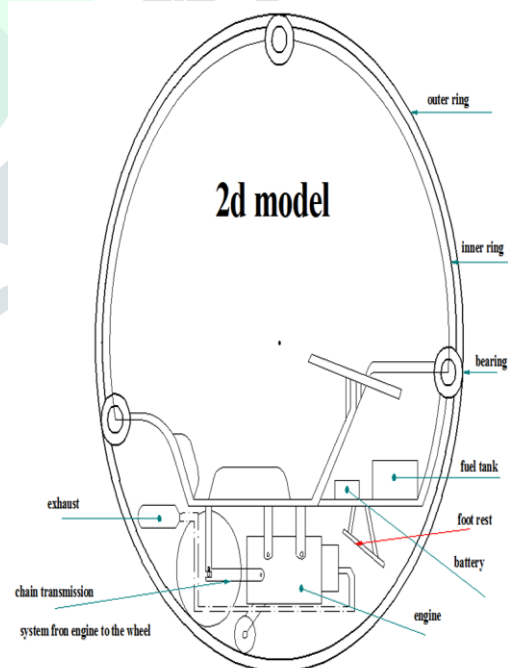 outer ring
2d model
inner ring
bearing
fuel tank
exhaust
foot rest
battery
chain transmission
engine
system fron engine to the wheel